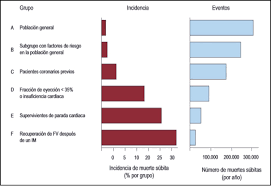 Grupo
Incidencia
Eventos
A Población general
B Subgrupo con factores de riesgo
en la población general
C Pacientes coronarios previos
D Fracción de eyección < 35%
o insuficiencia cardiaca
E Supervivientes de parada cardiaca
F Recuperación de FV después
de un IM
0 5 10 20 25 30
0 50.000 200.000 300.000
Incidencia de muerte súbita
(% por grupo)
Número de muertes súbitas
(por año)